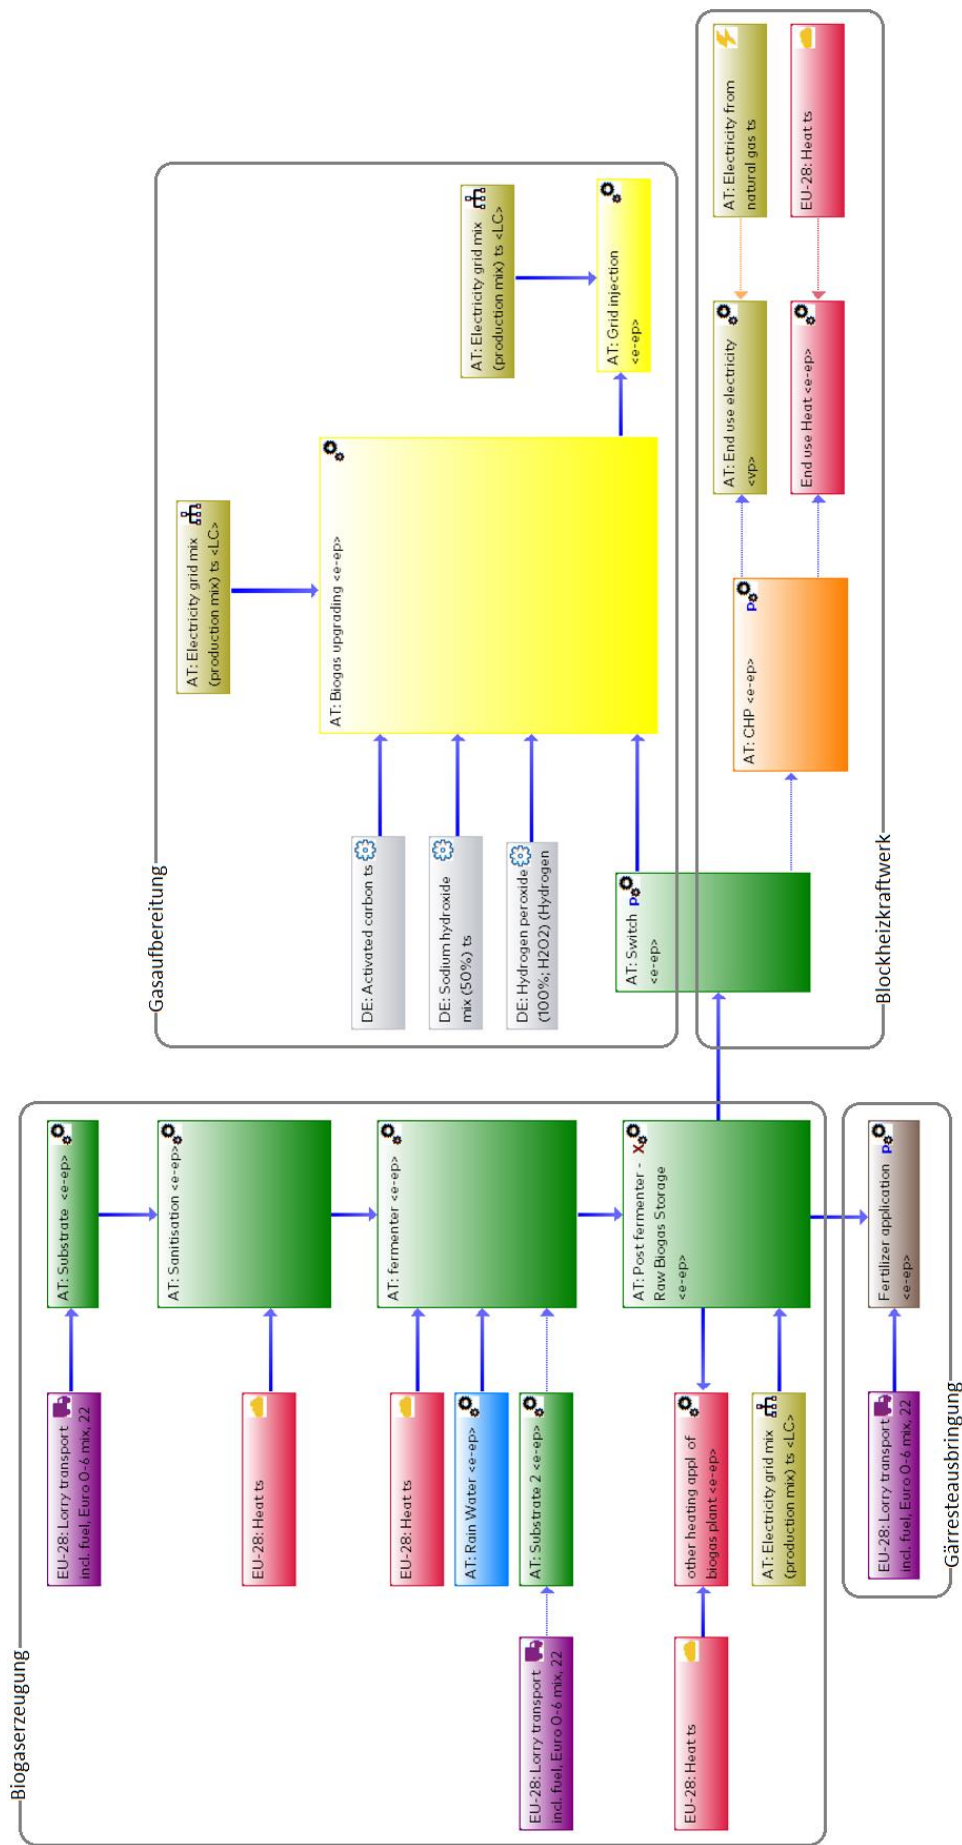 Biogaserzeugung
EU-28: Lorry transport
incl. fuel, Euro 0-6 mix, 22
AT: Substrate <e-ep>
EU-28: Heat ts
AT: Sanitisation <e-ep>
EU-28: Heat ts
AT: Rain Water <e-ep>
EU-28: Lorry transport
incl. fuel, Euro 0-6 mix, 22
AT: Substrate 2 <e-ep>
AT: fermenter <e-ep>
EU-28: Heat ts
other heating appl. of
biogas plant <e-ep>
AT: Electricity grid mix
(production mix) ts <LC>
AT: Post fermenter - X
Raw Biogas Storage
<e-ep>
Gärresteausbringung
EU-28: Lorry transport
incl. fuel, Euro 0-6 mix, 22
Fertilizer application p
<e-ep>
Gasaufbereitung
AT: Electricity grid mix
(production mix) ts <LC>
DE: Activated carbon ts
DE: Sodium hydroxide
mix (50%) ts
DE: Hydrogen peroxide
(100%; H2O2) (Hydrogen
AT: Biogas upgrading <e-ep>
AT: Electricity grid mix
(production mix) ts <LC>
AT: Grid injection
<e-ep>
AT: Switch p
<e-ep>
Blockheizkraftwerk
AT: CHP <e-ep> p
AT: End use electricity
<vp>
AT: Electricity from
natural gas ts
End use Heat <e-ep>
EU-28: Heat ts